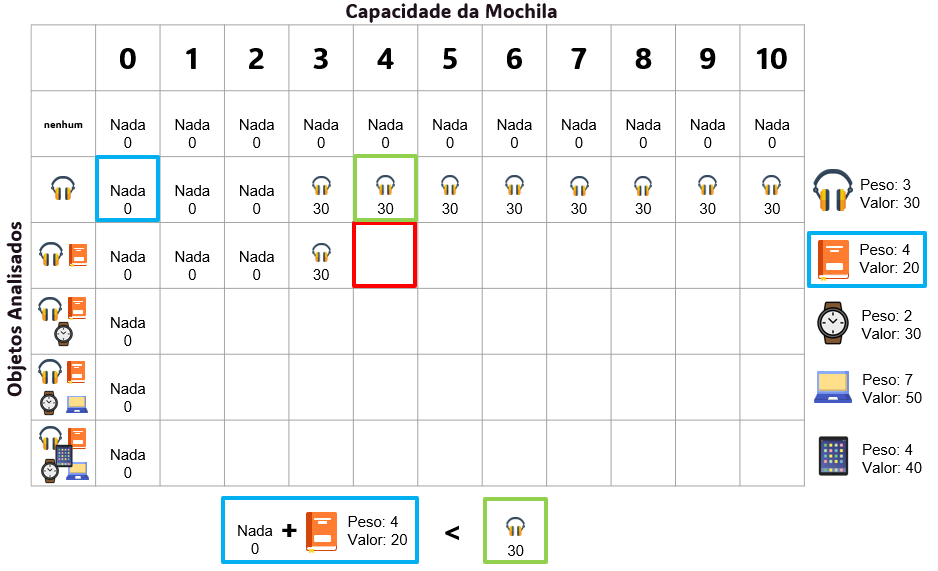 Capacidade da Mochila
0 1 2 3 4 5 6 7 8 9 10
nenhum Nada Nada Nada Nada Nada Nada Nada Nada Nada Nada Nada
0 0 0 0 0 0 0 0 0 0 0
Nada Nada Nada
0 0 0 30 30 30 30 30 30 30 30
Peso: 3
Valor: 30
Objetos Analisados
Nada Nada Nada
0 0 0 30
Peso: 4
Valor: 20
Nada
0
Peso: 2
Valor: 30
Nada
0
Peso: 7
Valor: 50
Nada
0
Peso: 4
Valor: 40
Nada + Peso: 4 <
0 Valor: 20 30